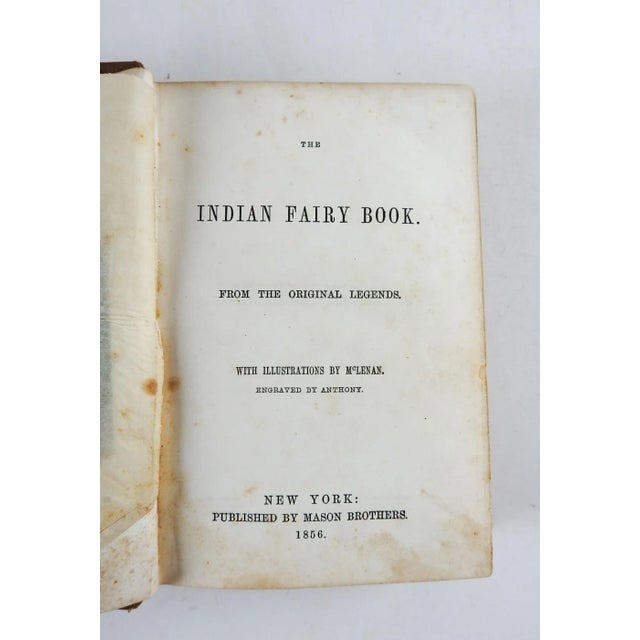 THE
INDIAN FAIRY BOOK.
FROM THE ORIGINAL LEGENDS.
WITH ILLUSTRATIONS BY McLENAN.
ENGRAVED BY ANTHONY.
NEW YORK:
PUBLISHED BY MASON BROTHERS.
1856.